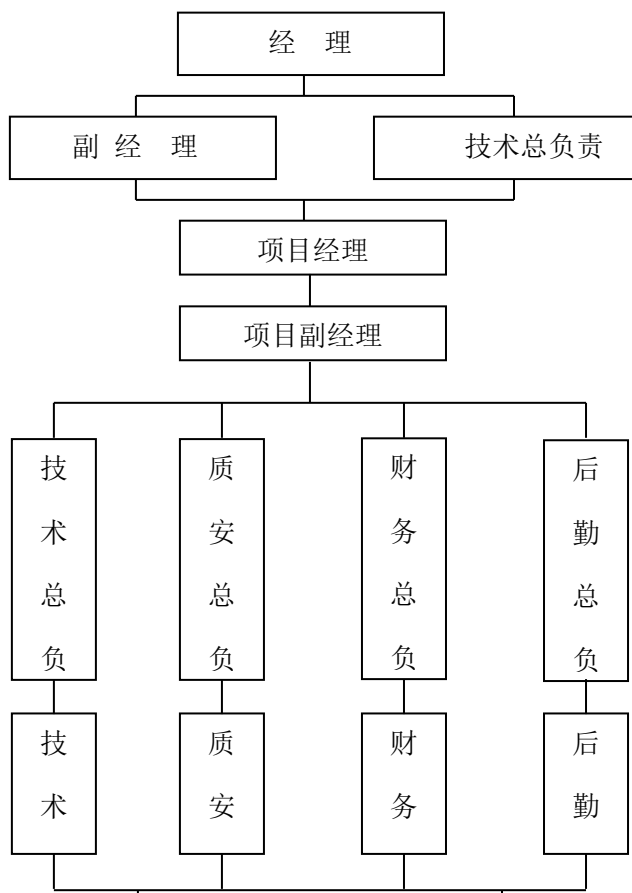 经 理
副 经 理
技术总负责
项目经理
项目副经理
技术总负
质安总负
财务总负
后勤总负
技术
质安
财务
后勤